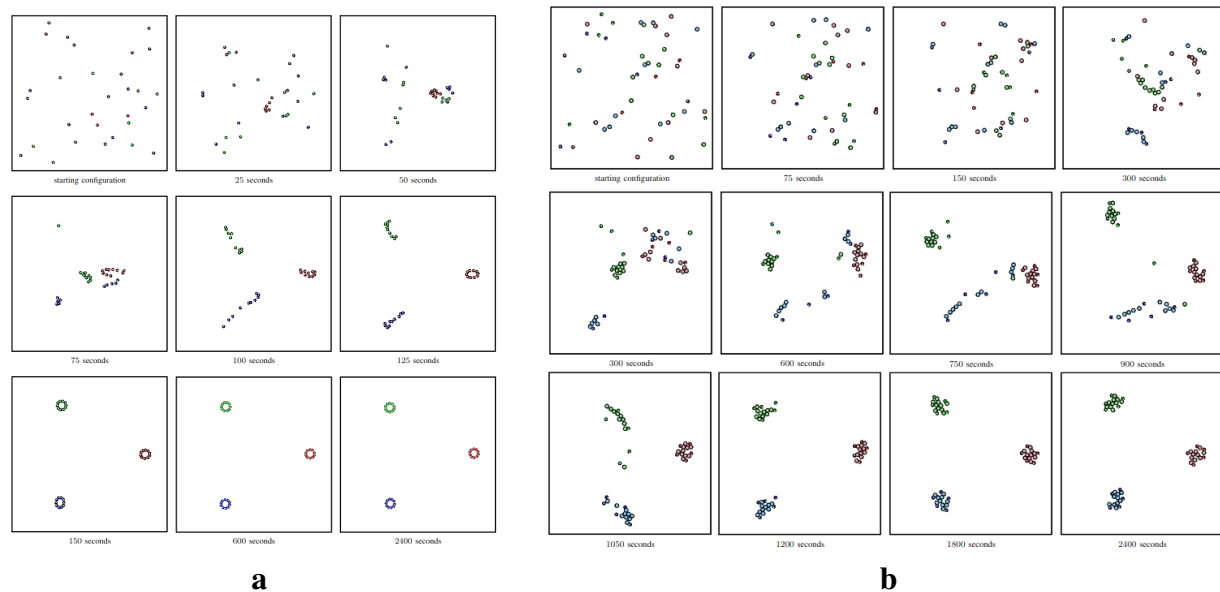 starting configuration
25 seconds
50 seconds
75 seconds
100 seconds
125 seconds
150 seconds
600 seconds
2400 seconds
a
starting configuration
75 seconds
150 seconds
300 seconds
300 seconds
600 seconds
750 seconds
900 seconds
1050 seconds
1200 seconds
1800 seconds
2400 seconds
b